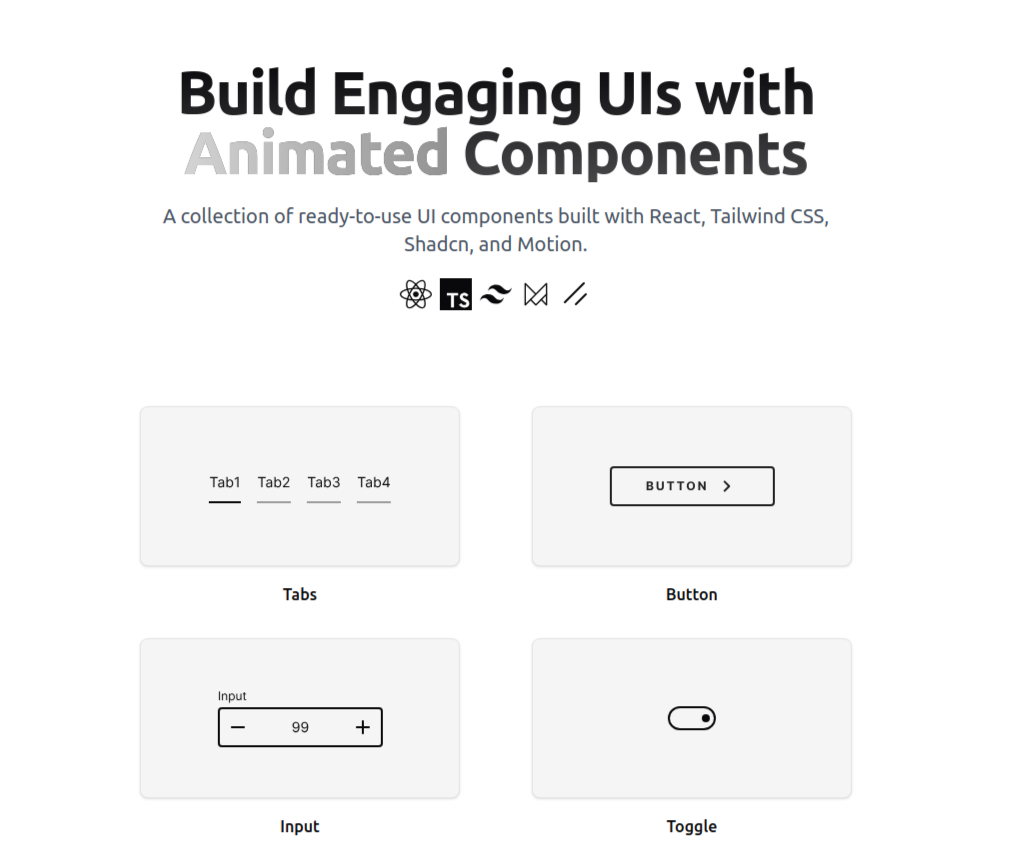 Build Engaging UIs with
Animated Components
A collection of ready-to-use UI components built with React, Tailwind CSS,
Shadcn, and Motion.
TS
Tab1 Tab2 Tab3 Tab4
BUTTON
Tabs
Button
Input
99
Input
Toggle